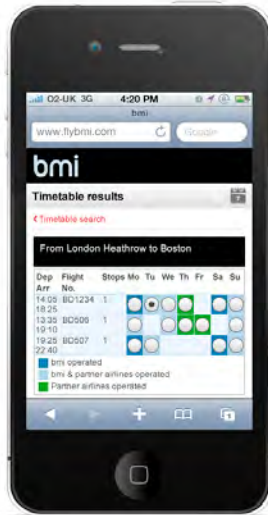 O2-UK 3G 4:20 PM
bmi
www.flybmi.com Google
bmi
Timetable results
Timetable search
From London Heathrow to Boston
Dep Flight Stops Mo Tu We Th Fr Sa Su
Arr No.
14:05 BD1234 1
18:25
13:35 BD506 1
19:10
19:25 BD507 1
22:40
bmi operated
bmi & partner airlines operated
Partner airlines operated